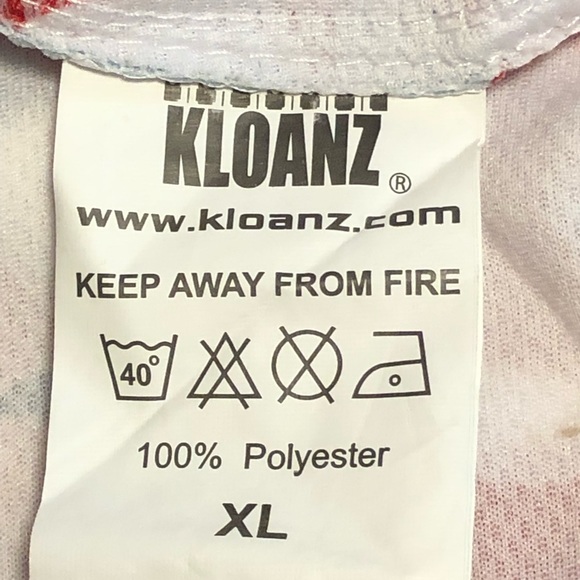 KLOANZ ®
www.kloanz.com
KEEP AWAY FROM FIRE
40°
100% Polyester
XL